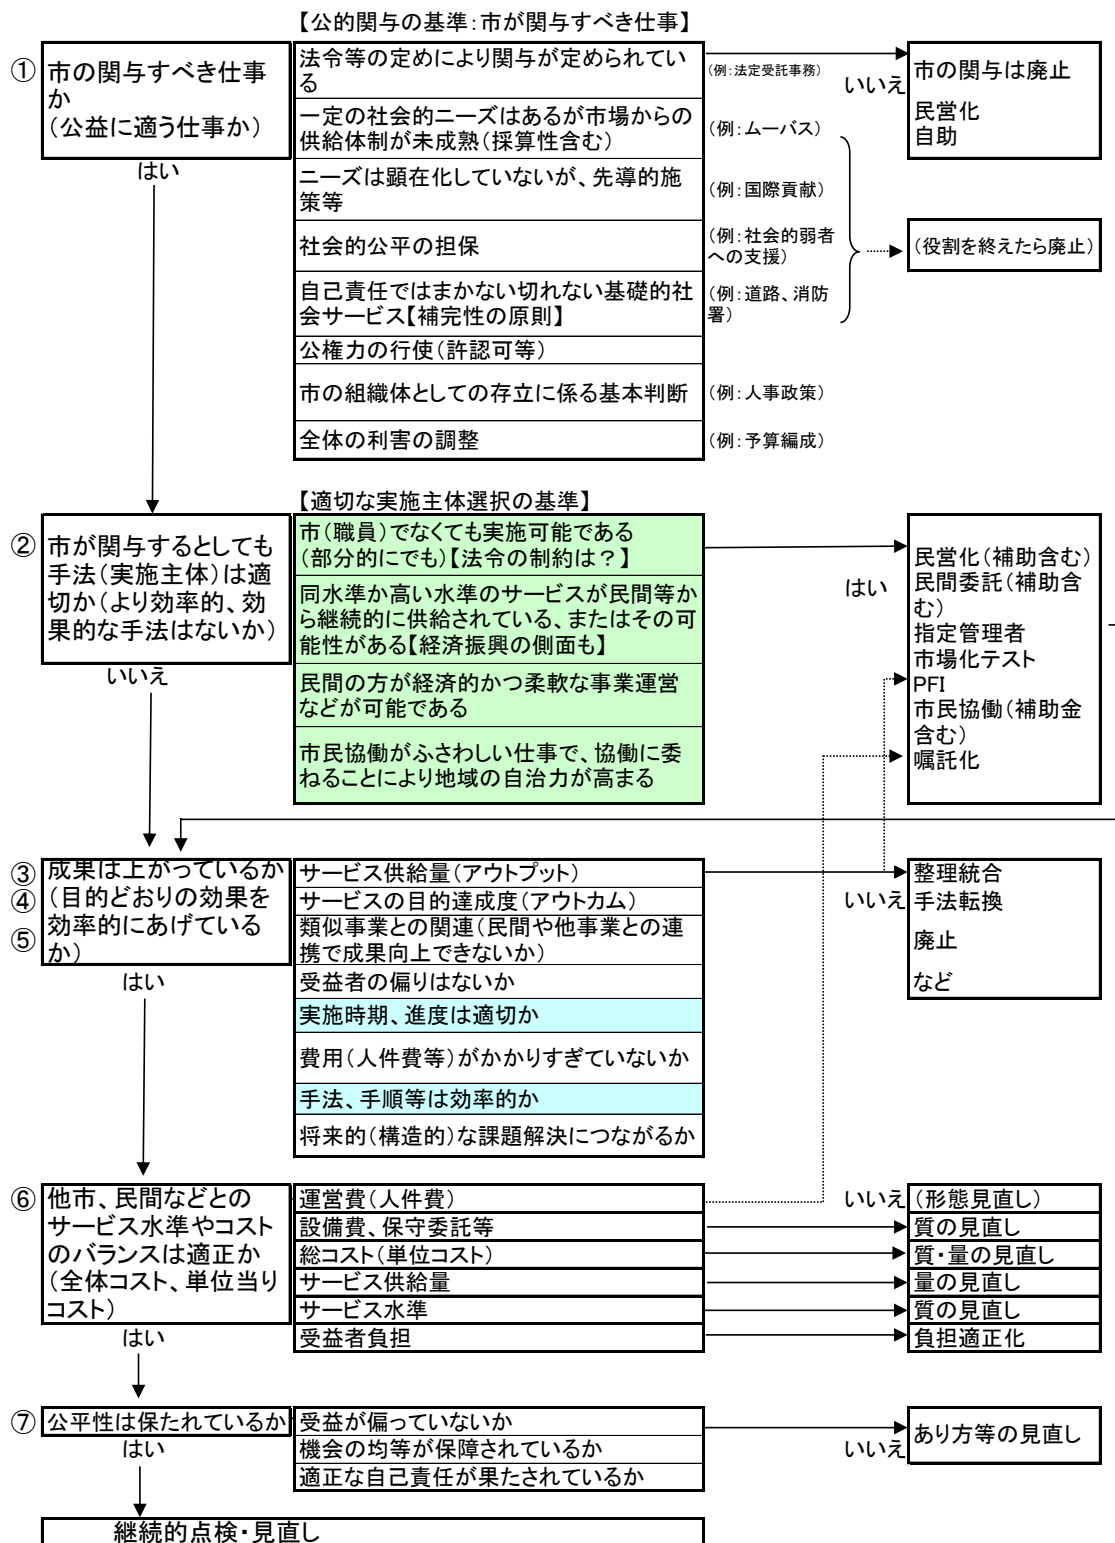 【公的関与の基準：市が関与すべき仕事】
①
市の関与すべき仕事
か
（公益に適う仕事か）
はい
法令等の定めにより関与が定められてい
る
（例：法定受託事務）
いいえ
市の関与は廃止
民営化
自助
一定の社会的ニーズはあるが市場からの
供給体制が未成熟（採算性含む）
（例：ムーバス）
ニーズは顕在化していないが、先導的施
策等
（例：国際貢献）
社会的公平の担保
（例：社会的弱者
への支援）
（役割を終えたら廃止）
自己責任ではまかない切れない基礎的社
会サービス【補完性の原則】
（例：道路、消防
署）
公権力の行使（許認可等）
市の組織体としての存立に係る基本判断
（例：人事政策）
全体の利害の調整
（例：予算編成）
【適切な実施主体選択の基準】
②
市が関与するとしても
手法（実施主体）は適
切か（より効率的、効
果的な手法はないか）
いいえ
市（職員）でなくても実施可能である
（部分的にでも）【法令の制約は？】
同水準か高い水準のサービスが民間等か
ら継続的に供給されている、またはその可
能性がある【経済振興の側面も】
民間の方が経済的かつ柔軟な事業運営
などが可能である
市民協働がふさわしい仕事で、協働に委
ねることにより地域の自治力が高まる
はい
民営化（補助含む）
民間委託（補助含
む）
指定管理者
市場化テスト
PFI
市民協働（補助金
含む）
嘱託化
③
④
⑤
成果は上がっているか
（目的どおりの効果を
効率的にあげている
か）
はい
サービス供給量（アウトプット）
サービスの目的達成度（アウトカム）
類似事業との関連（民間や他事業との連
携で成果向上できないか）
受益者の偏りはないか
実施時期、進度は適切か
費用（人件費等）がかかりすぎていないか
手法、手順等は効率的か
将来的（構造的）な課題解決につながるか
いいえ
整理統合
手法転換
廃止
など
⑥
他市、民間などとの
サービス水準やコスト
のバランスは適正か
（全体コスト、単位当り
コスト）
はい
運営費（人件費）
いいえ
（形態見直し）
設備費、保守委託等
質の見直し
総コスト（単位コスト）
質・量の見直し
サービス供給量
量の見直し
サービス水準
質の見直し
受益者負担
負担適正化
⑦
公平性は保たれているか
はい
受益が偏っていないか
機会の均等が保障されているか
適正な自己責任が果たされているか
いいえ
あり方等の見直し
継続的点検・見直し